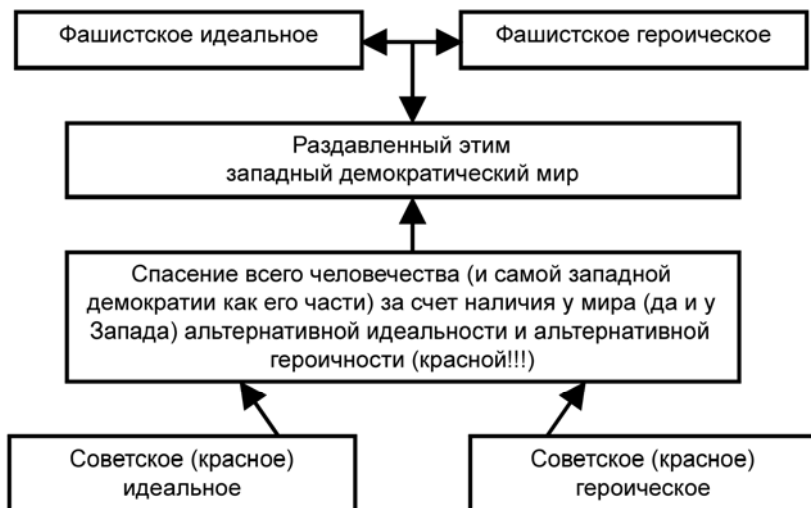 Фашистское идеальное
Фашистское героическое
Раздавленный этим
западный демократический мир
Спасение всего человечества (и самой западной
демократии как его части) за счет наличия у мира (да и у
Запада) альтернативной идеальности и альтернативной
героичности (красной!!!)
Советское (красное)
идеальное
Советское (красное)
героическое